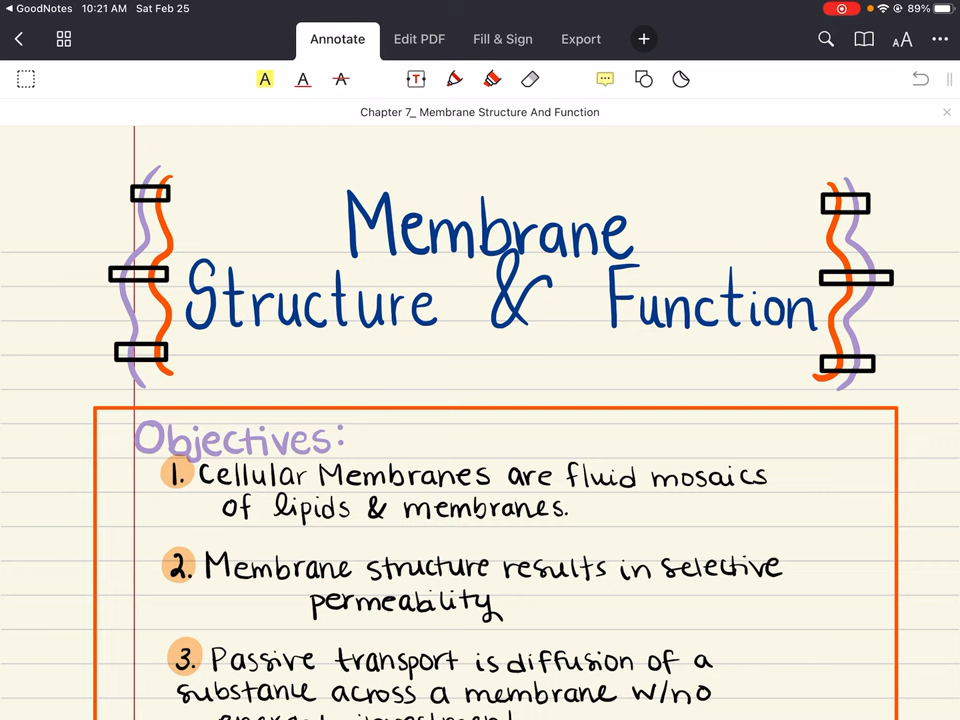 GoodNotes 10:21 AM Sat Feb 25 89%
Annotate Edit PDF Fill & Sign Export
Chapter 7_ Membrane Structure And Function
Membrane
Structure & Function
Objectives:
1. Cellular Membranes are fluid mosaics
of lipids & membranes.
2. Membrane structure results in selective
permeability
3. Passive transport is diffusion of a
substance across a membrane w/no